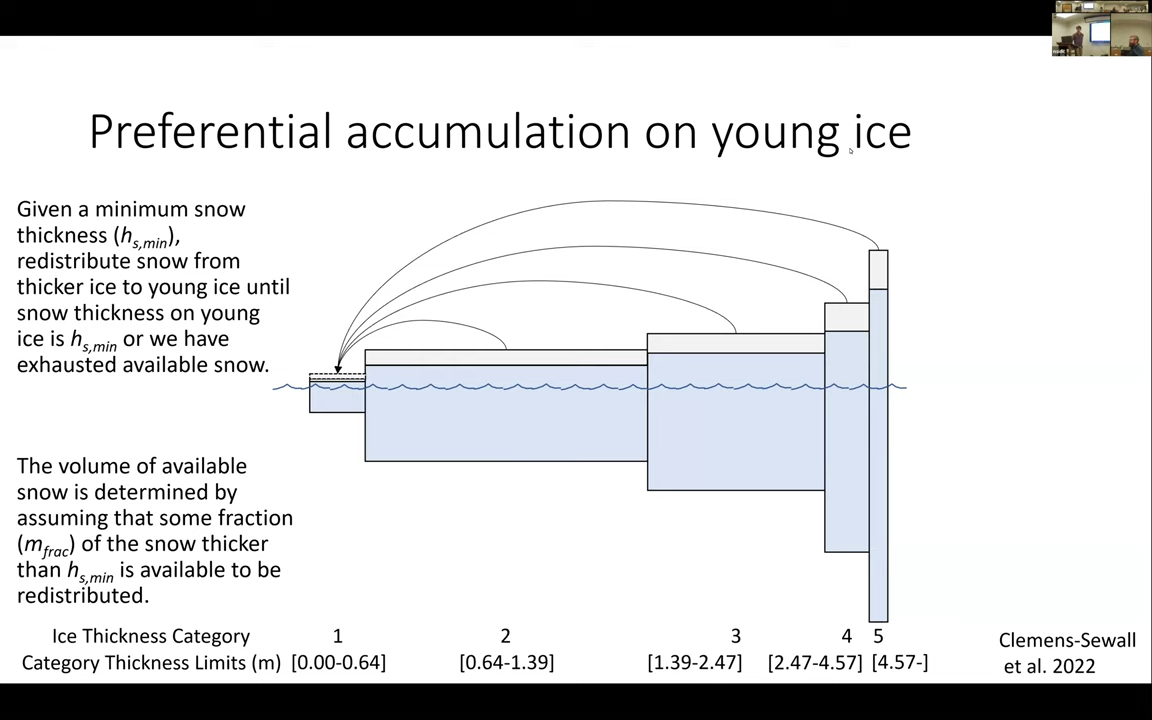 Preferential accumulation on young ice
Given a minimum snow
thickness (hs,min),
redistribute snow from
thicker ice to young ice until
snow thickness on young
ice is hs,min or we have
exhausted available snow.
The volume of available
snow is determined by
assuming that some fraction
(mfrac) of the snow thicker
than hs,min is available to be
redistributed.
Ice Thickness Category 1 2 3 4 5
Category Thickness Limits (m) [0.00-0.64] [0.64-1.39] [1.39-2.47] [2.47-4.57] [4.57-]
Clemens-Sewall
et al. 2022